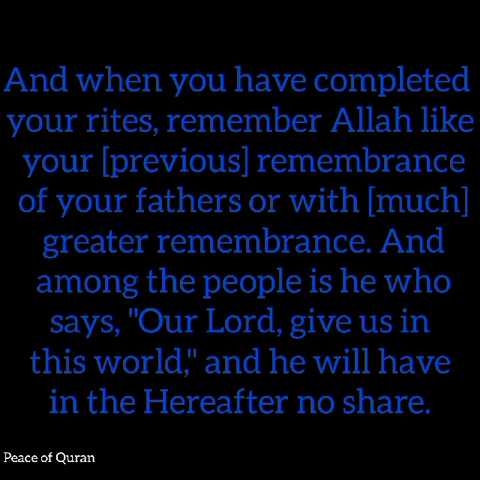 And when you have completed
your rites, remember Allah like
your [previous] remembrance
of your fathers or with [much]
greater remembrance. And
among the people is he who
says, "Our Lord, give us in
this world," and he will have
in the Hereafter no share.
Peace of Quran